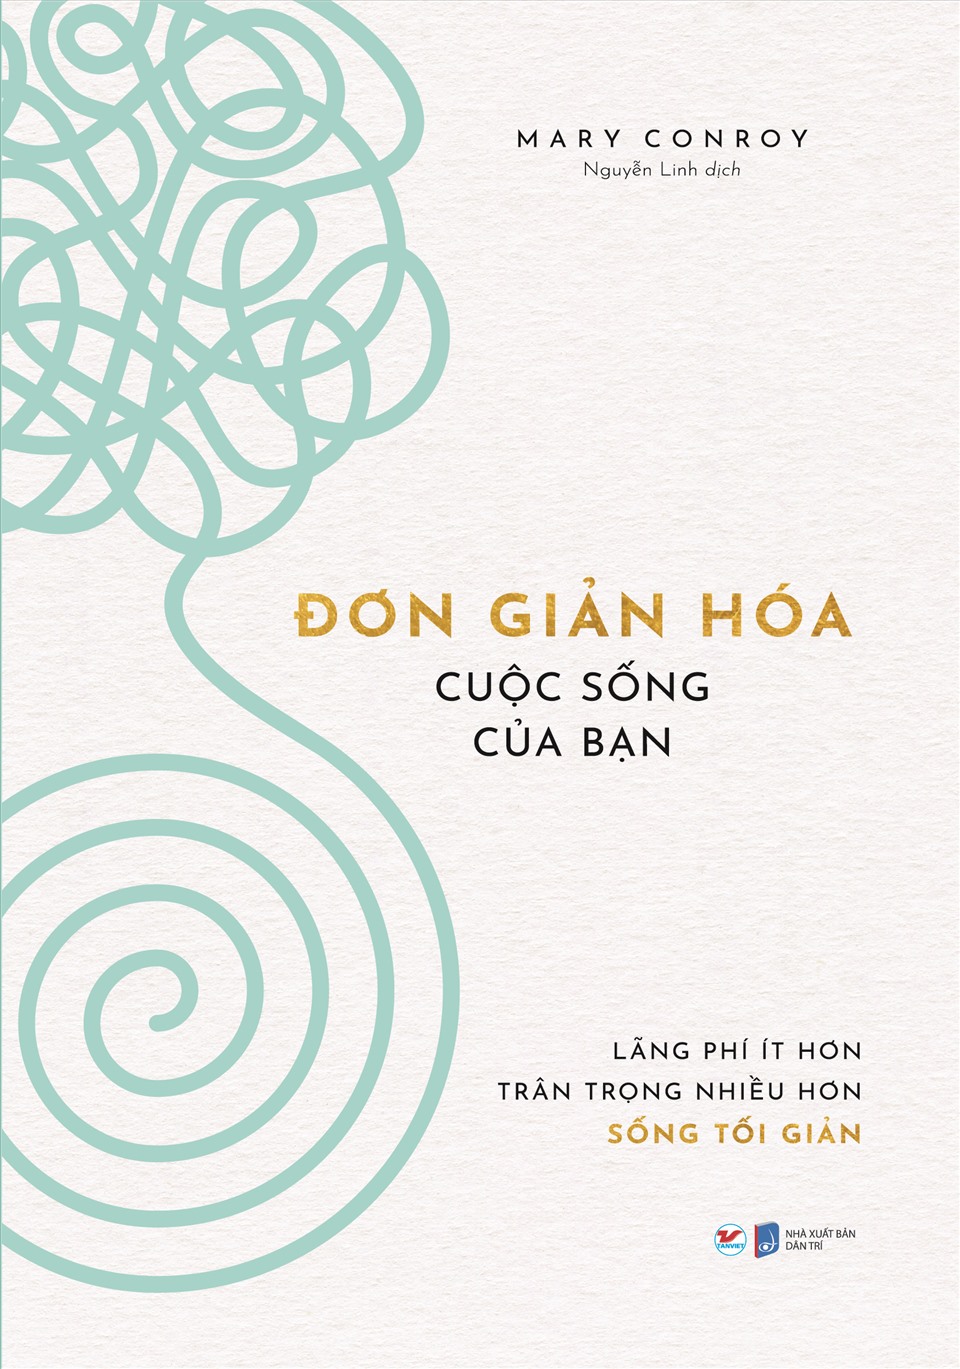 MARY CONROY
Nguyễn Linh dịch
ĐƠN GIẢN HÓA
CUỘC SỐNG
CỦA BẠN
LÃNG PHÍ ÍT HƠN
TRÂN TRỌNG NHIỀU HƠN
SỐNG TỐI GIẢN
TANVIET
NHÀ XUẤT BẢN
DÂN TRÍ